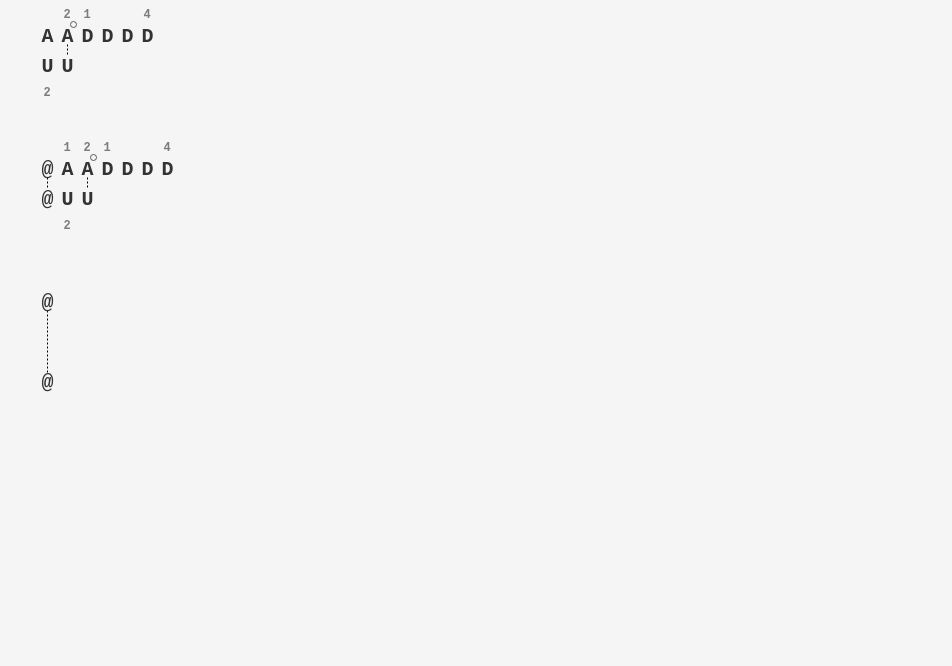 2 1 4
A A D D D D
U U
2
1 2 1 4
@ A A D D D D
@ U U
2
@
@